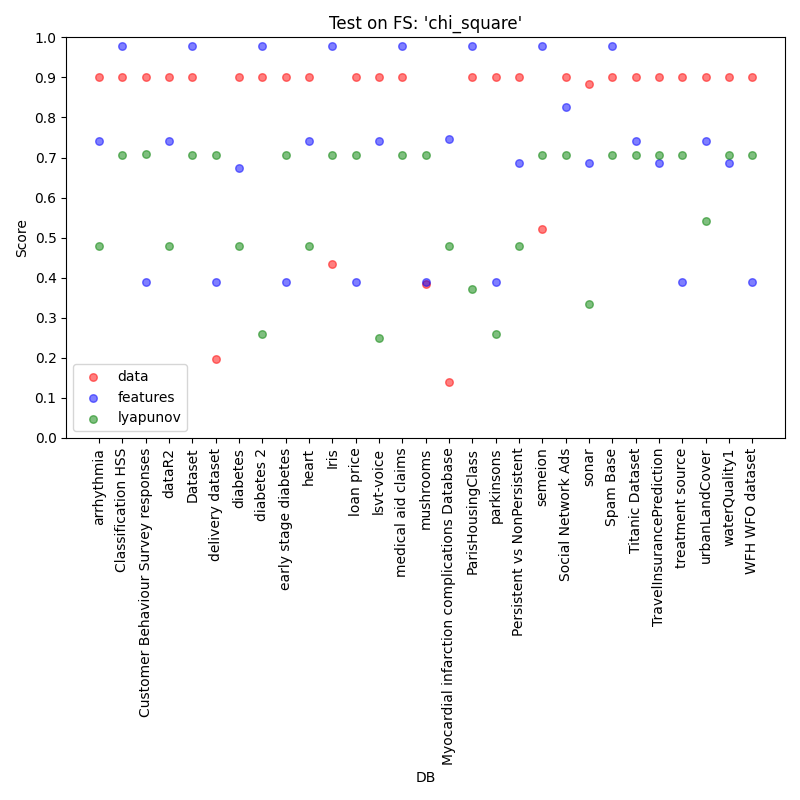 Test on FS: 'chi_square'
Score
1.0
0.9
0.8
0.7
0.6
0.5
0.4
0.3
0.2
0.1
0.0
data
features
lyapunov
arrhythmia
Classification HSS
Customer Behaviour Survey responses
dataR2
Dataset
delivery dataset
diabetes
diabetes 2
early stage diabetes
heart
Iris
loan price
lsvt-voice
medical aid claims
mushrooms
Myocardial infarction complications Database
ParisHousingClass
parkinsons
Persistent vs NonPersistent
semeion
Social Network Ads
sonar
Spam Base
Titanic Dataset
TravelInsurancePrediction
treatment source
urbanLandCover
waterQuality1
WFH WFO dataset
DB